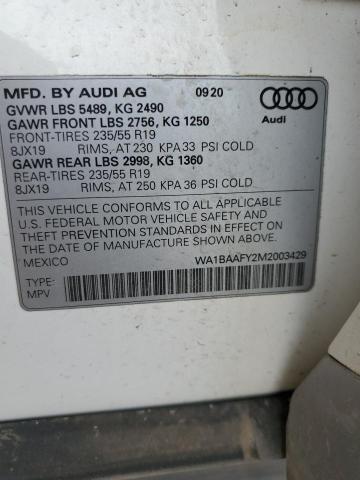 MFD. BY AUDI AG 09 20
GVWR LBS 5489, KG 2490
GAWR FRONT LBS 2756, KG 1250
FRONT-TIRES 235/55 R19
8JX19 RIMS, AT 230 KPA 33 PSI COLD
GAWR REAR LBS 2998, KG 1360
REAR-TIRES 235/55 R19
8JX19 RIMS, AT 250 KPA 36 PSI COLD
Audi
THIS VEHICLE CONFORMS TO ALL APPLICABLE
U.S. FEDERAL MOTOR VEHICLE SAFETY AND
THEFT PREVENTION STANDARDS IN EFFECT ON THE
DATE OF MANUFACTURE SHOWN ABOVE.
MEXICO WA1BAAFY2M2003429
TYPE:
MPV